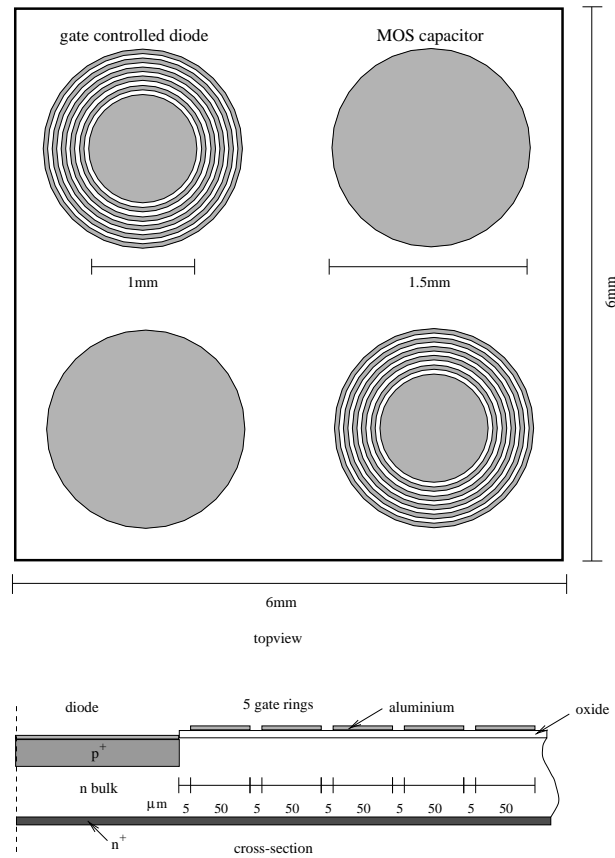 gate controlled diode MOS capacitor
1mm 1.5mm
6mm
6mm
topview
diode 5 gate rings aluminium oxide
p+
n bulk
µm 5 50 5 50 5 50 5 50 5 50
n+
cross-section